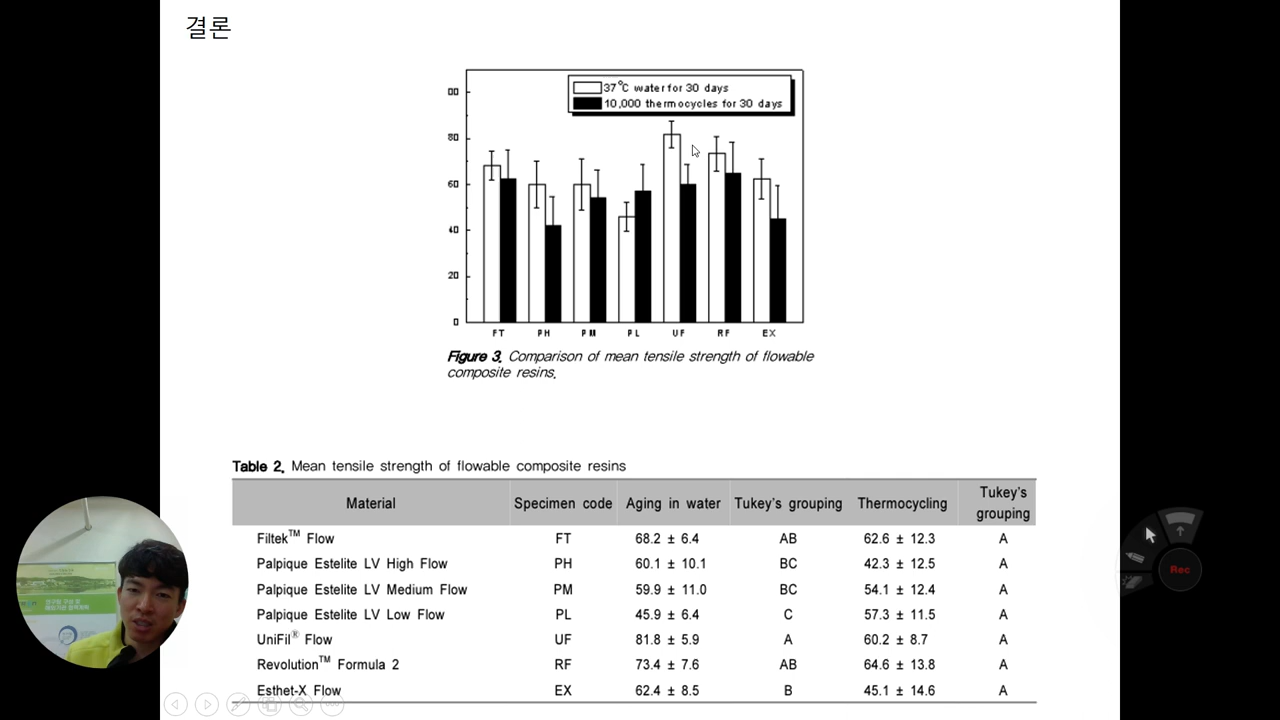 결론
00
80
60
40
20
0
37°C water for 30 days
10,000 thermocycles for 30 days
FT PH PM PL UF RF EX
Figure 3. Comparison of mean tensile strength of flowable
composite resins.
Table 2. Mean tensile strength of flowable composite resins
Material Specimen code Aging in water Tukey's grouping Thermocycling Tukey's grouping
Filtek™ Flow FT 68.2 ± 6.4 AB 62.6 ± 12.3 A
Palpique Estelite LV High Flow PH 60.1 ± 10.1 BC 42.3 ± 12.5 A
Palpique Estelite LV Medium Flow PM 59.9 ± 11.0 BC 54.1 ± 12.4 A
Palpique Estelite LV Low Flow PL 45.9 ± 6.4 C 57.3 ± 11.5 A
UniFil® Flow UF 81.8 ± 5.9 A 60.2 ± 8.7 A
Revolution™ Formula 2 RF 73.4 ± 7.6 AB 64.6 ± 13.8 A
Esthet-X Flow EX 62.4 ± 8.5 B 45.1 ± 14.6 A
Rec